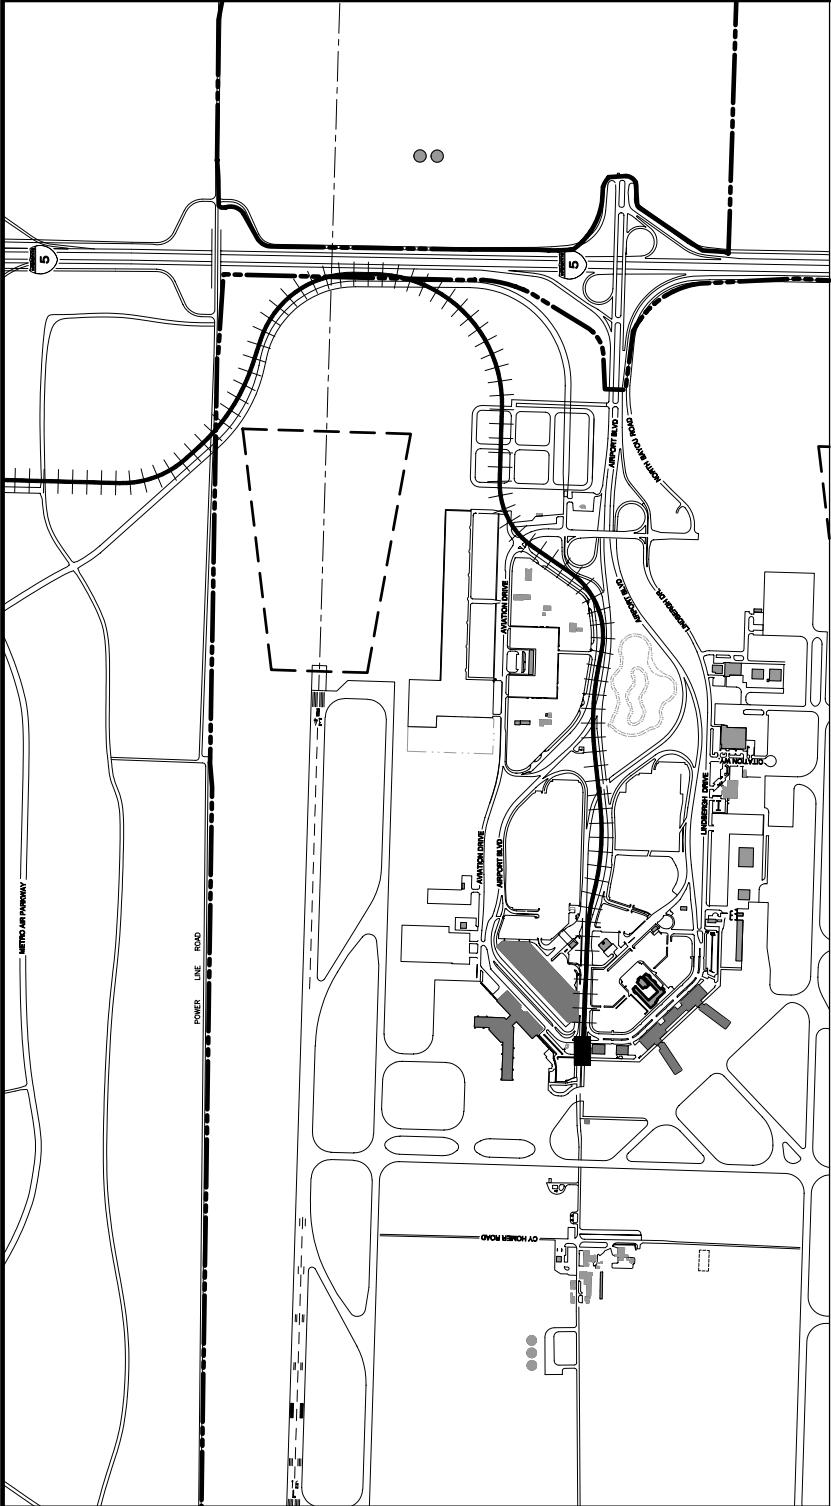 5
5
AIRPORT BLVD
NORTH BAYOU ROAD
AVIATION DRIVE
AIRPORT BLVD
LINDBERGH DR.
CITATION WY
LINDBERGH DRIVE
AVIATION DRIVE
AIRPORT BLVD
METRO AIR PARKWAY
POWER LINE ROAD
CY HOMER ROAD